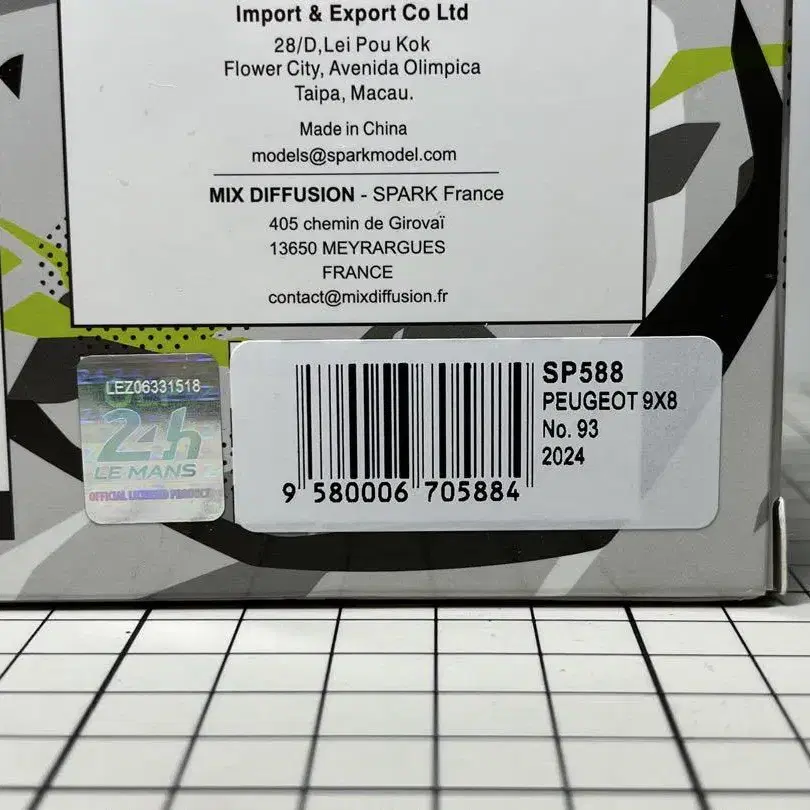 Import & Export Co Ltd
28/D,Lei Pou Kok
Flower City, Avenida Olimpica
Taipa, Macau.
Made in China
models@sparkmodel.com
MIX DIFFUSION - SPARK France
405 chemin de Girovaï
13650 MEYRARGUES
FRANCE
contact@mixdiffusion.fr
LEZ06331518
24h
LE MANS
OFFICIAL LICENSED PRODUCT
SP588
PEUGEOT 9X8
No. 93
2024
9 580006 705884